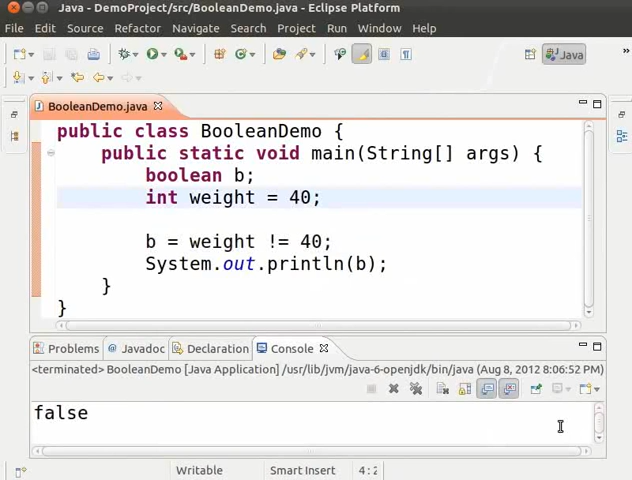 Java - DemoProject/src/BooleanDemo.java - Eclipse Platform
File Edit Source Refactor Navigate Search Project Run Window Help
Java
BooleanDemo.java
public class BooleanDemo {
public static void main(String[] args) {
boolean b;
int weight = 40;
b = weight != 40;
System.out.println(b);
}
}
Problems @ Javadoc Declaration Console
<terminated> BooleanDemo [Java Application] /usr/lib/jvm/java-6-openjdk/bin/java (Aug 8, 2012 8:06:52 PM)
false
Writable Smart Insert 4 : 2